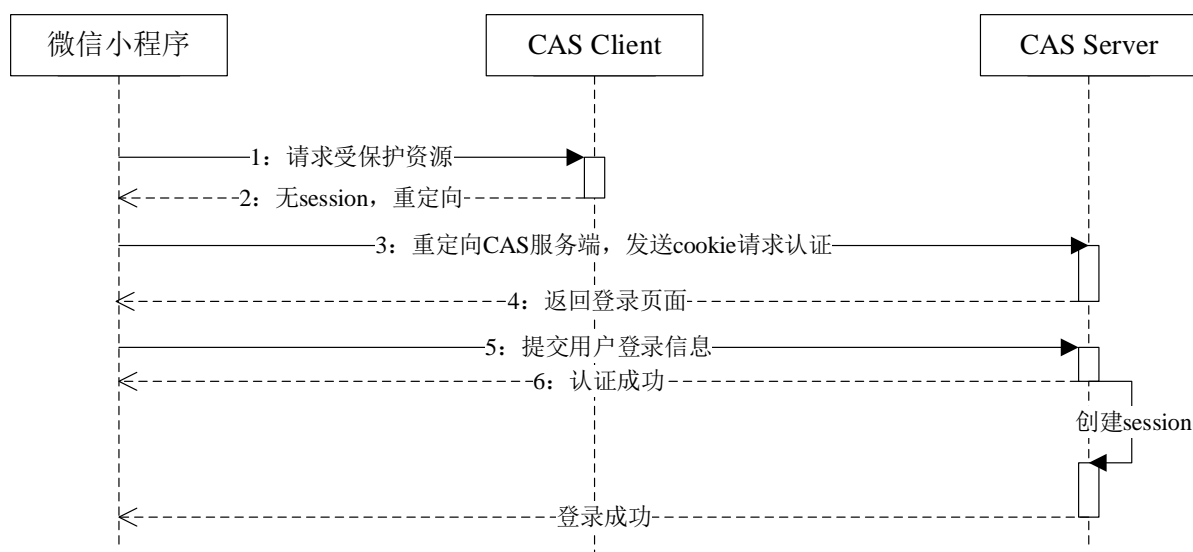 微信小程序
CAS Client
CAS Server
1：请求受保护资源
2：无session，重定向
3：重定向CAS服务端，发送cookie请求认证
4：返回登录页面
5：提交用户登录信息
6：认证成功
创建session
登录成功